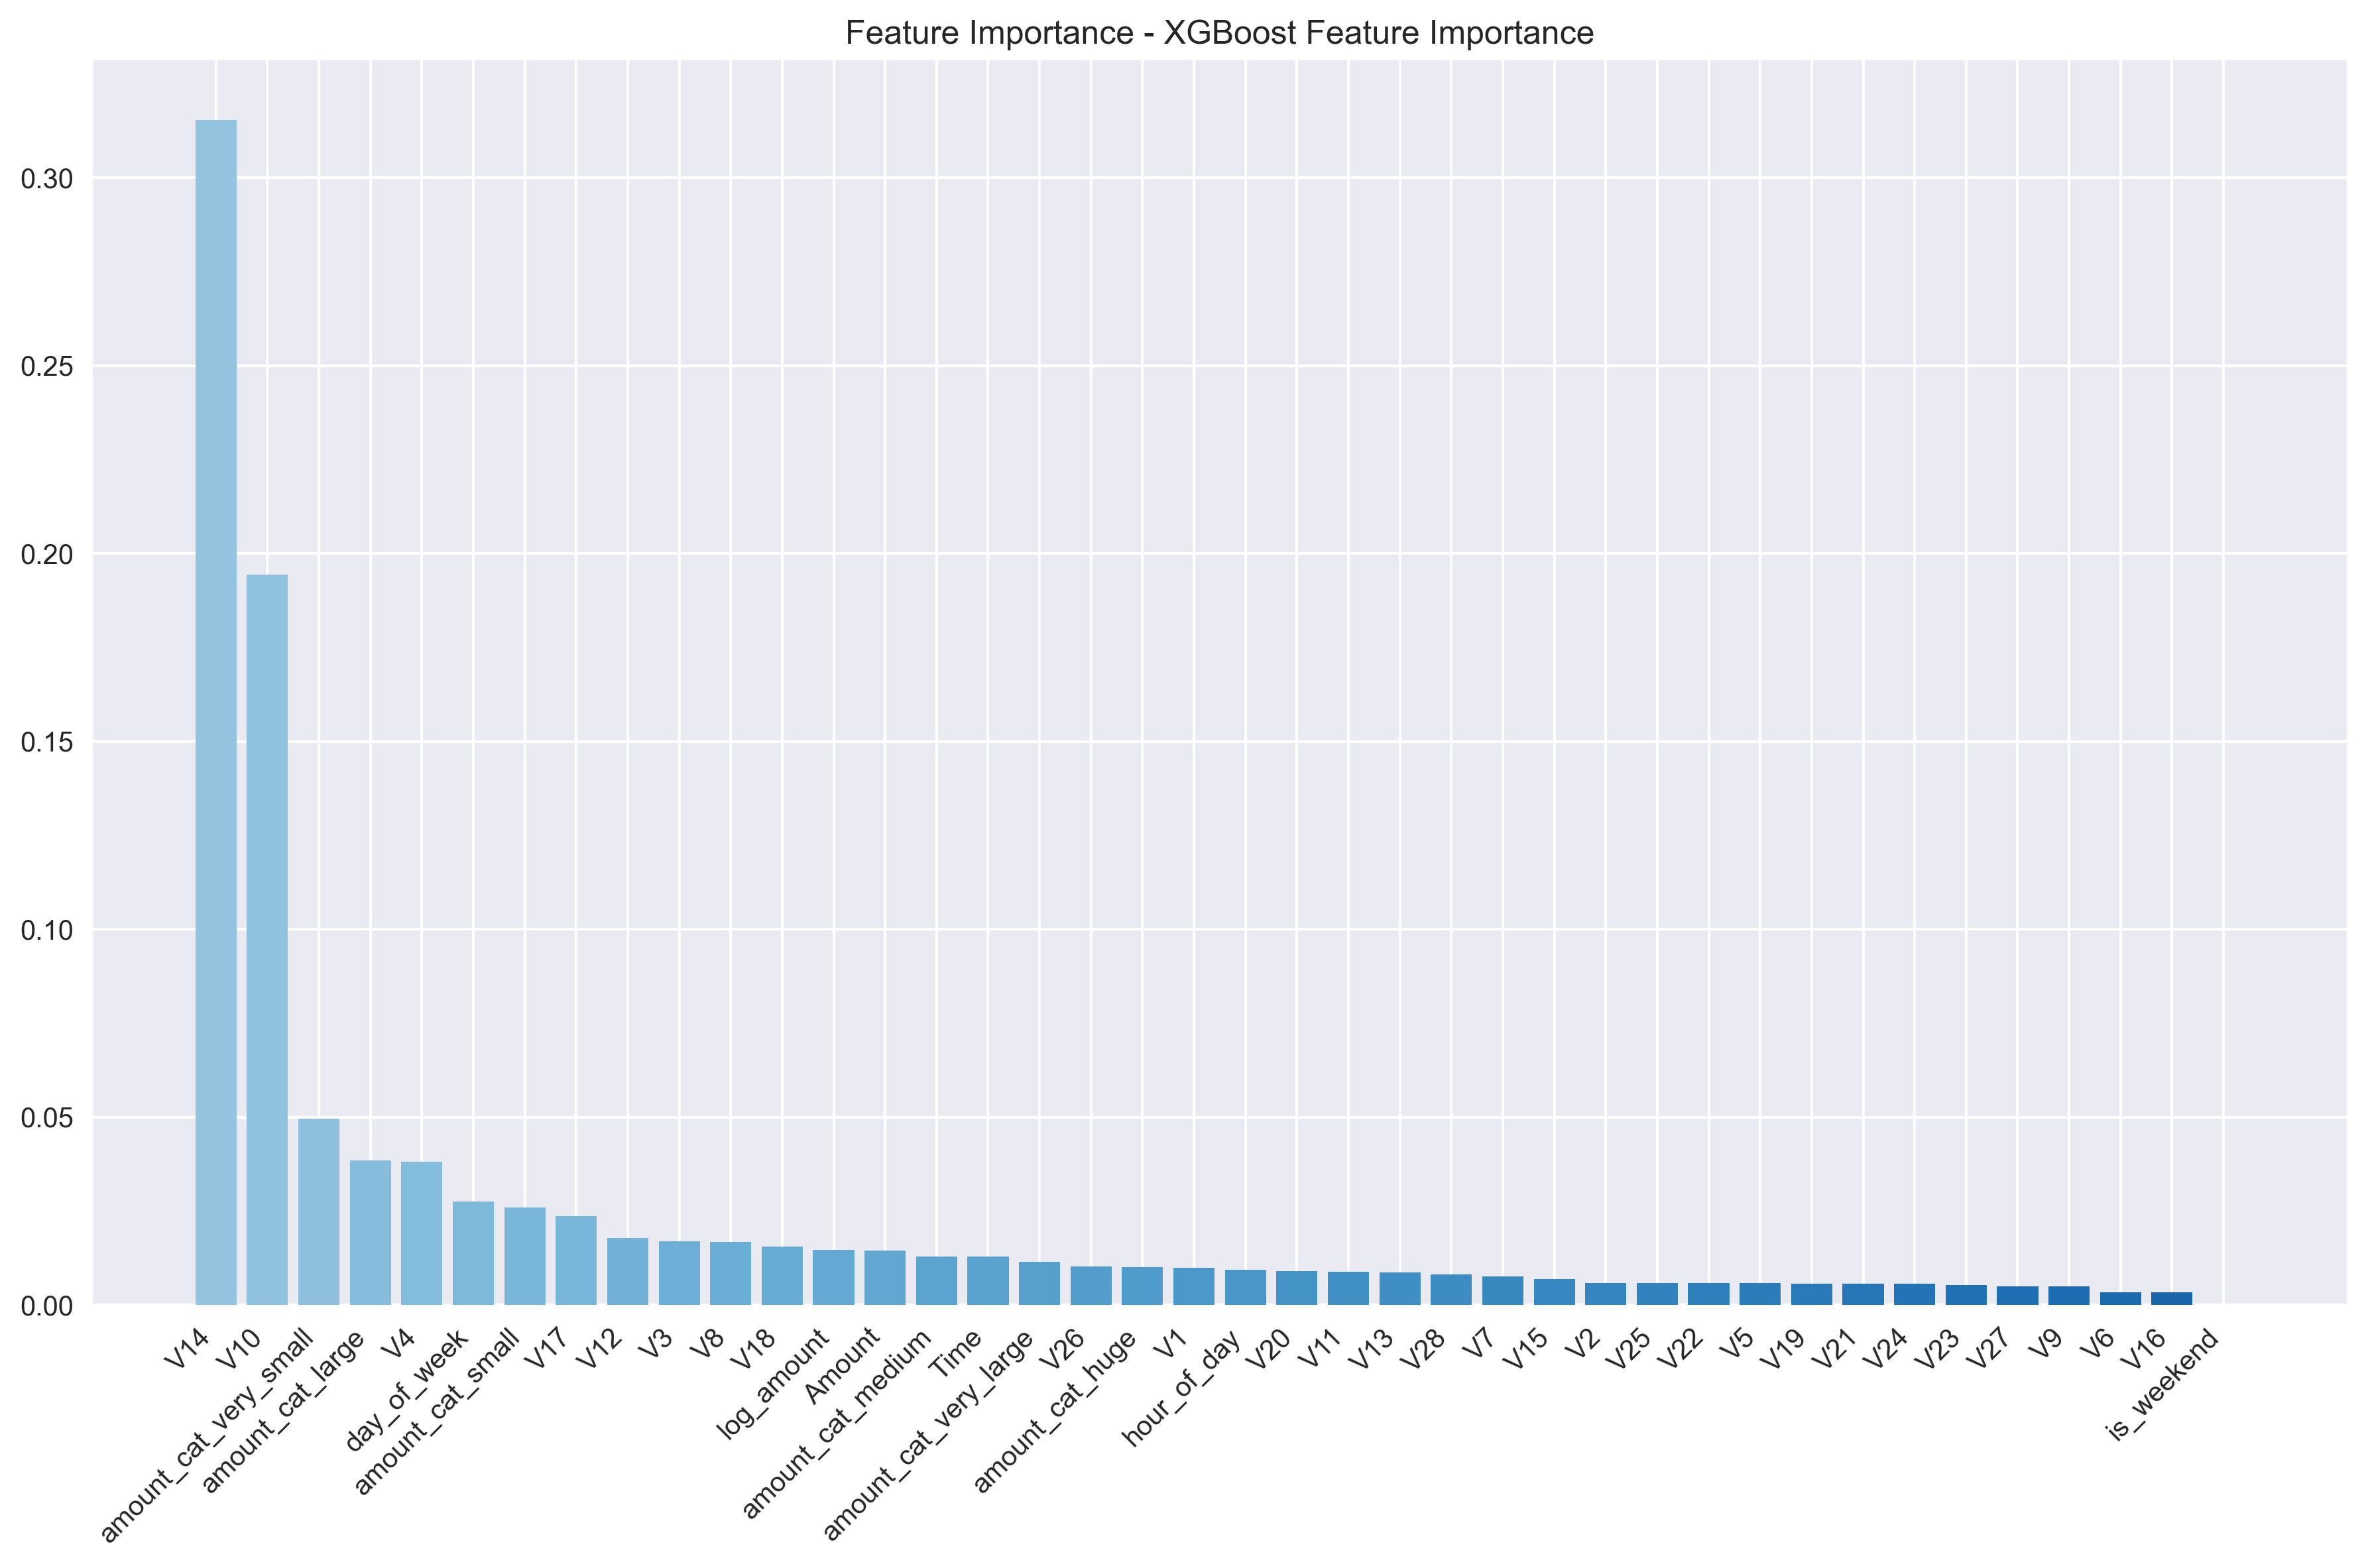 Feature Importance - XGBoost Feature Importance
0.30
0.25
0.20
0.15
0.10
0.05
0.00
V14
V10
amount_cat_very_small
amount_cat_large
V4
day_of_week
amount_cat_small
V17
V12
V3
V8
V18
log_amount
Amount
amount_cat_medium
Time
amount_cat_very_large
V26
amount_cat_huge
V1
hour_of_day
V20
V11
V13
V28
V7
V15
V2
V25
V22
V5
V19
V21
V24
V23
V27
V9
V6
V16
is_weekend